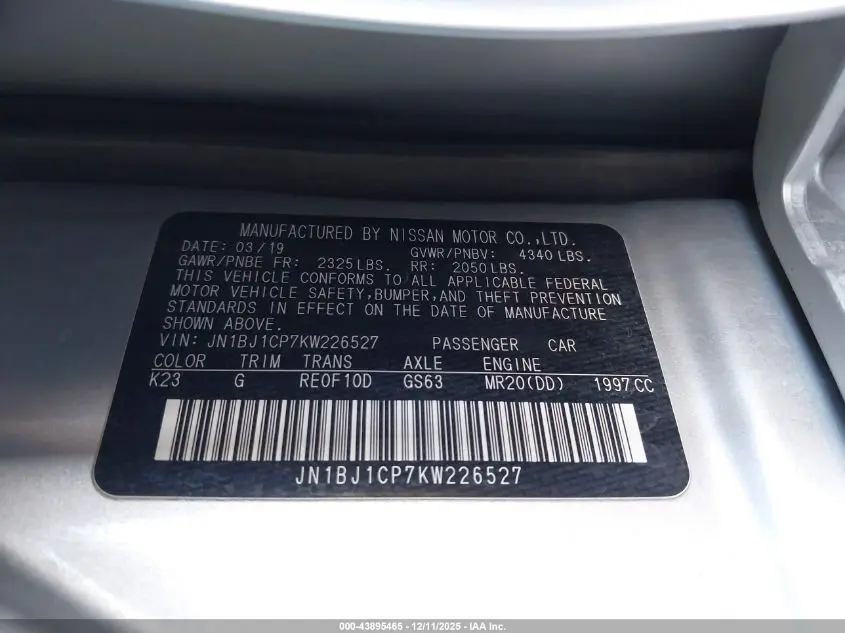 MANUFACTURED BY NISSAN MOTOR CO.,LTD.
DATE: 03/19 GVWR/PNBV: 4340 LBS.
GAWR/PNBE FR: 2325 LBS. RR: 2050 LBS.
THIS VEHICLE CONFORMS TO ALL APPLICABLE FEDERAL
MOTOR VEHICLE SAFETY,BUMPER,AND THEFT PREVENTION
STANDARDS IN EFFECT ON THE DATE OF MANUFACTURE
SHOWN ABOVE.
VIN: JN1BJ1CP7KW226527 PASSENGER CAR
COLOR TRIM TRANS AXLE ENGINE
K23 G RE0F10D GS63 MR20(DD) 1997 CC
JN1BJ1CP7KW226527
000-43895465 - 12/11/2025 - IAA Inc.